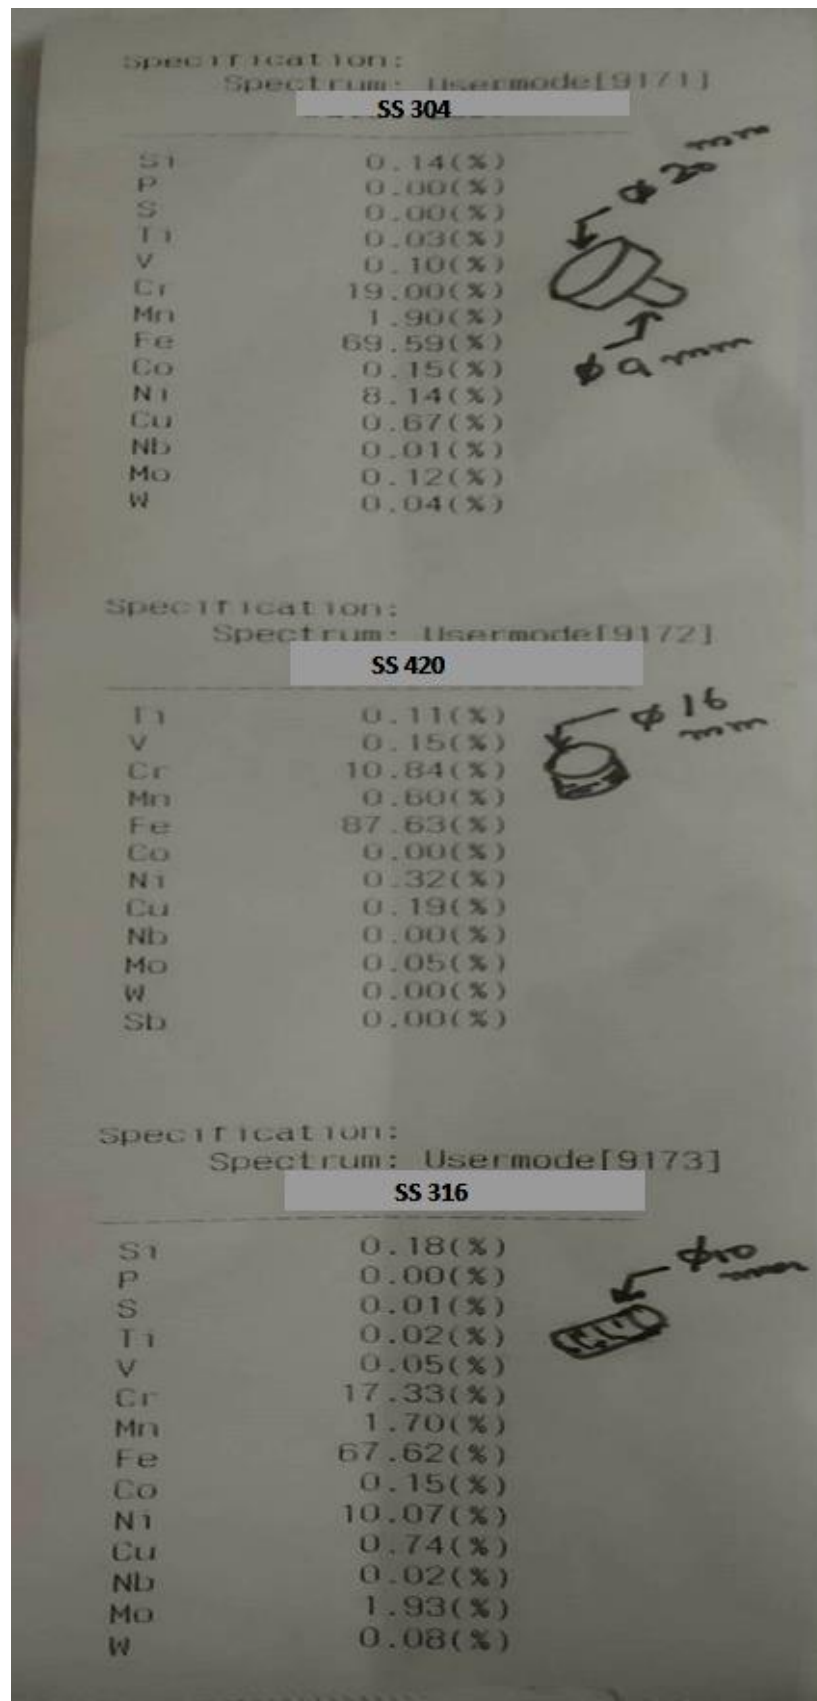 Specification:
Spectrum: Usermode[9171]
SS 304
Si 0.14(%)
P 0.00(%)
S 0.00(%)
Ti 0.03(%)
V 0.10(%)
Cr 19.00(%)
Mn 1.90(%)
Fe 69.59(%)
Co 0.15(%)
Ni 8.14(%)
Cu 0.67(%)
Nb 0.01(%)
Mo 0.12(%)
W 0.04(%)
ø 20 mm
ø 9 mm
Specification:
Spectrum: Usermode[9172]
SS 420
Ti 0.11(%)
V 0.15(%)
Cr 10.84(%)
Mn 0.60(%)
Fe 87.63(%)
Co 0.00(%)
Ni 0.32(%)
Cu 0.19(%)
Nb 0.00(%)
Mo 0.05(%)
W 0.00(%)
Sb 0.00(%)
ø 16
mm
Specification:
Spectrum: Usermode[9173]
SS 316
Si 0.18(%)
P 0.00(%)
S 0.01(%)
Ti 0.02(%)
V 0.05(%)
Cr 17.33(%)
Mn 1.70(%)
Fe 67.62(%)
Co 0.15(%)
Ni 10.07(%)
Cu 0.74(%)
Nb 0.02(%)
Mo 1.93(%)
W 0.08(%)
ø10
mm